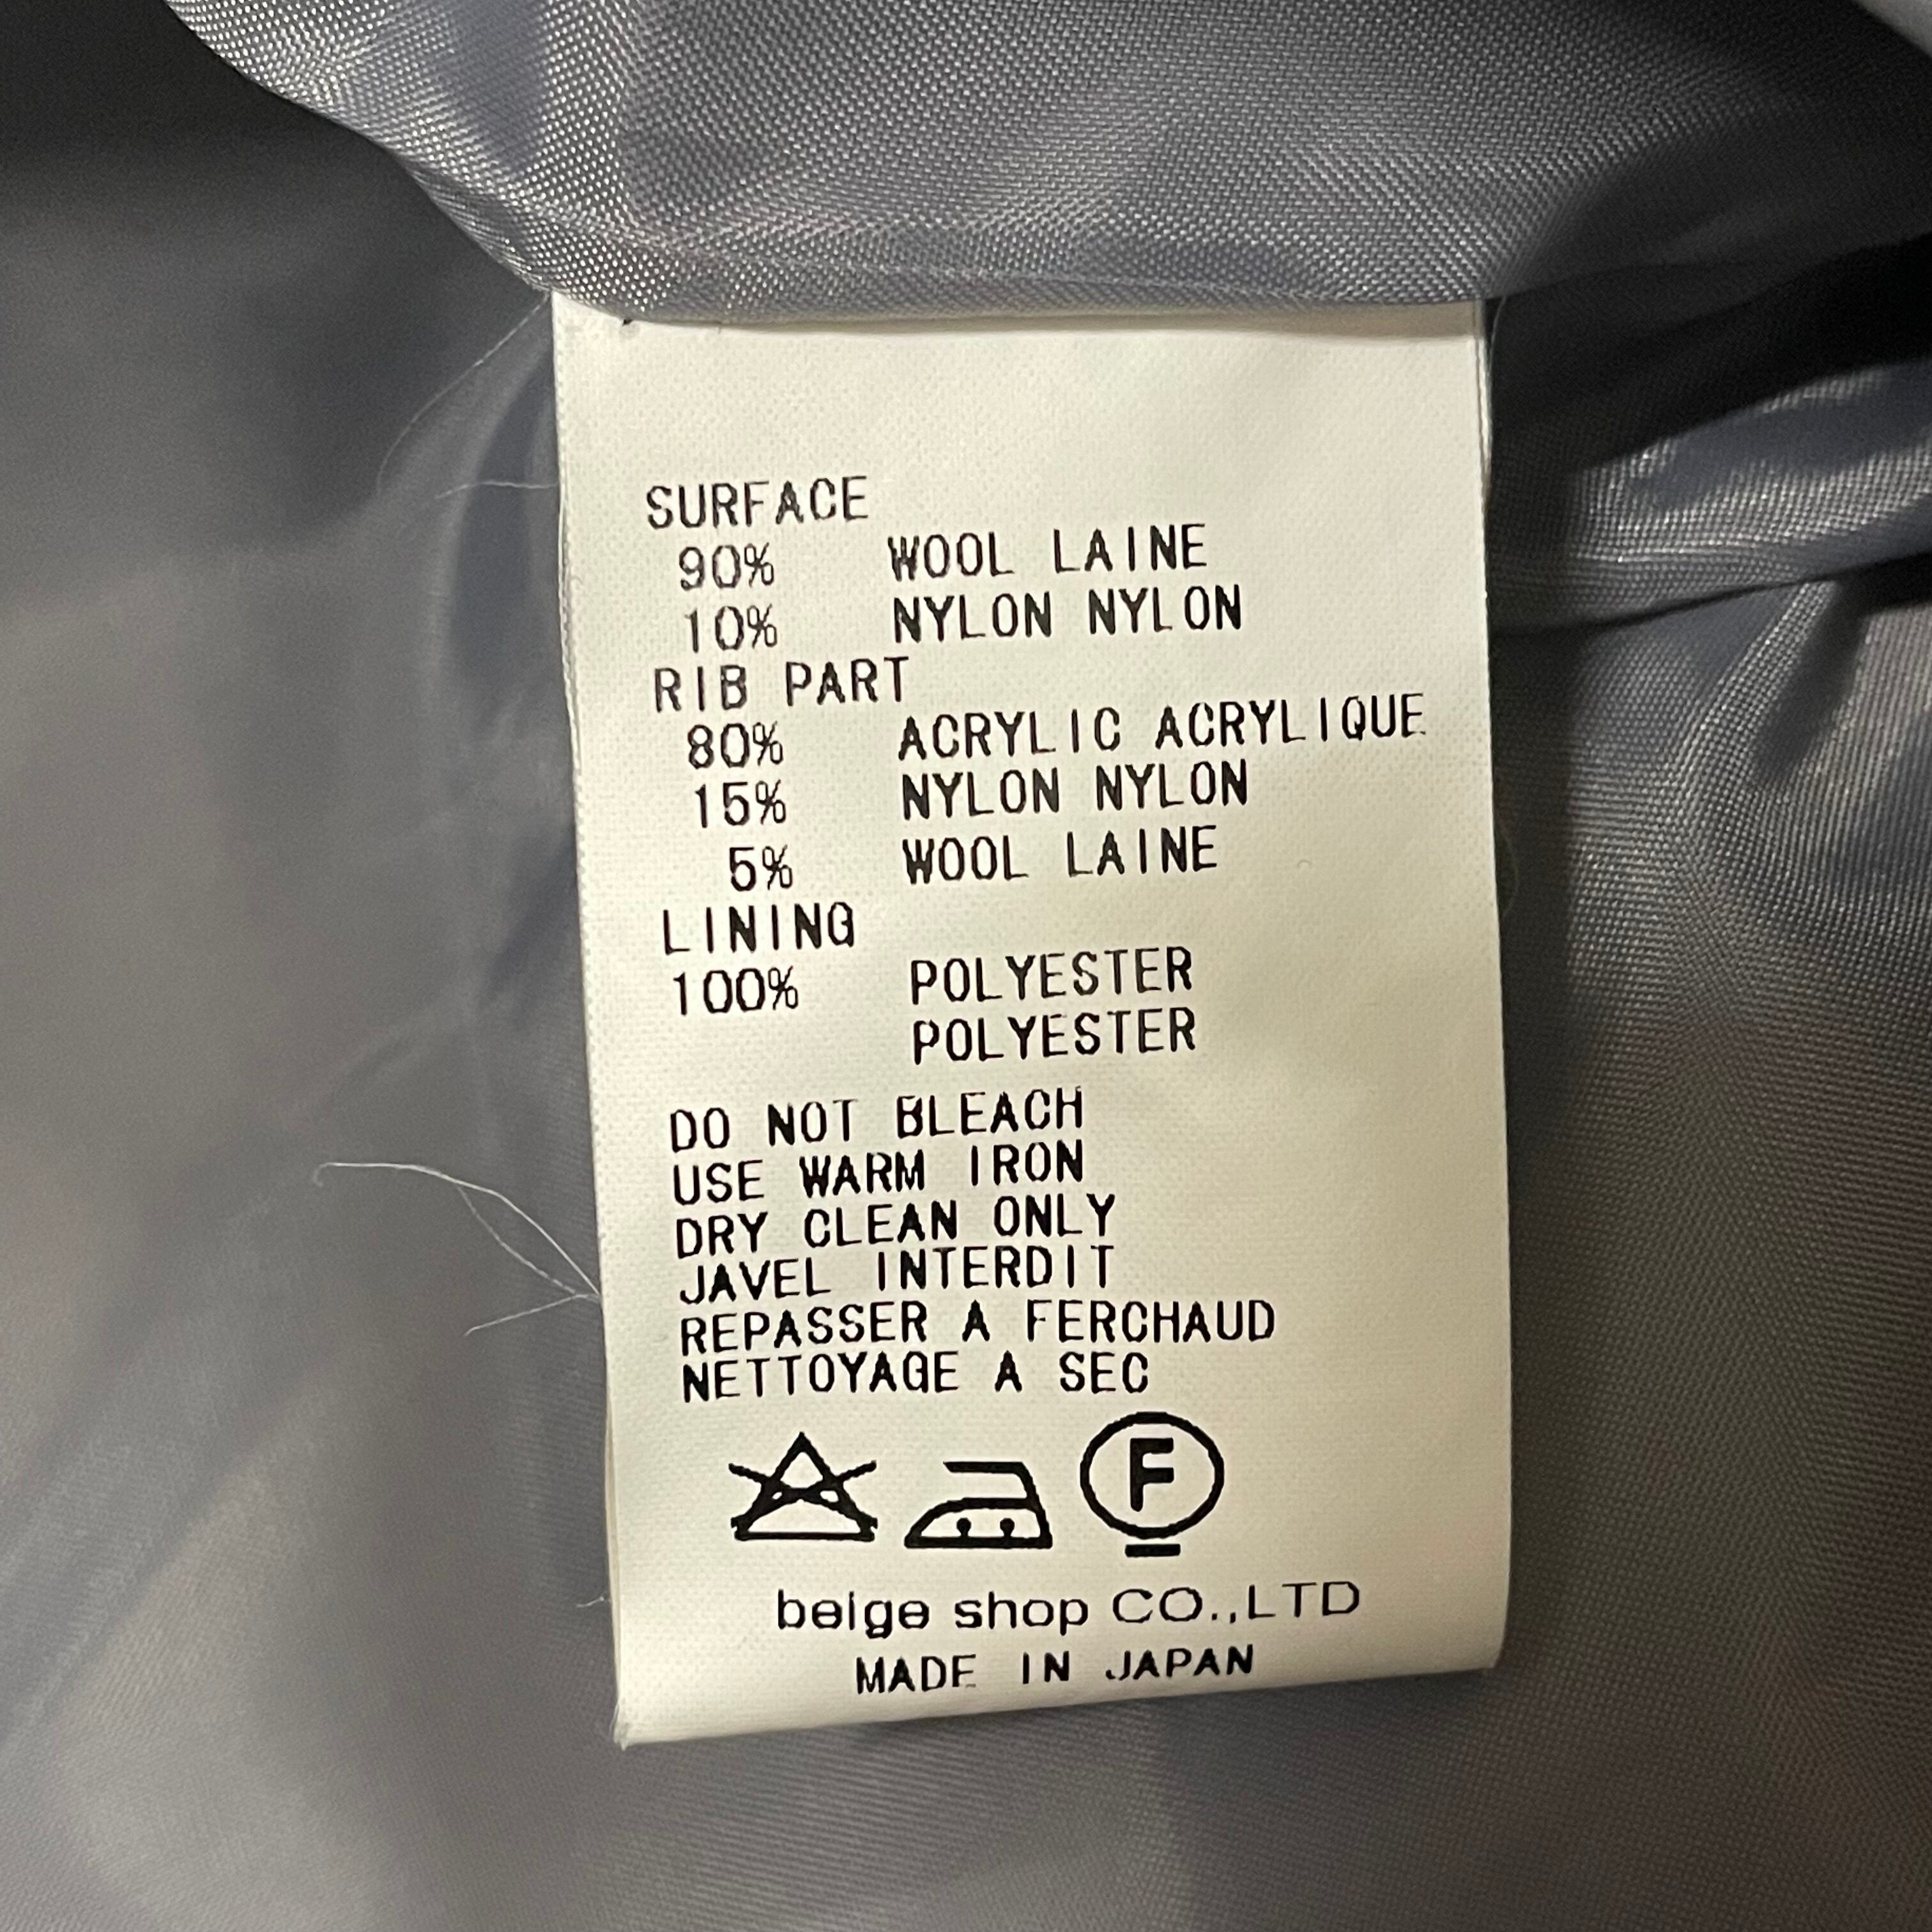 SURFACE
90% WOOL LAINE
10% NYLON NYLON
RIB PART
80% ACRYLIC ACRYLIQUE
15% NYLON NYLON
5% WOOL LAINE
LINING
100% POLYESTER
POLYESTER
DO NOT BLEACH
USE WARM IRON
DRY CLEAN ONLY
JAVEL INTERDIT
REPASSER A FERCHAUD
NETTOYAGE A SEC
F
beige shop CO.,LTD
MADE IN JAPAN